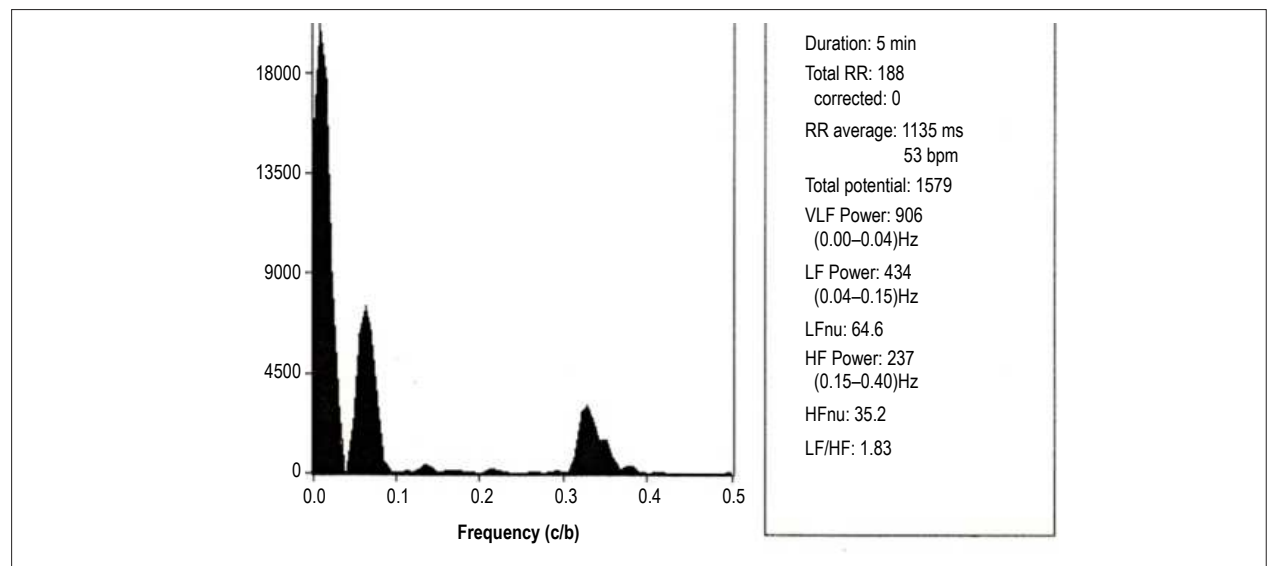 18000
13500
9000
4500
0
0.0 0.1 0.2 0.3 0.4 0.5
Frequency (c/b)
Duration: 5 min
Total RR: 188
corrected: 0
RR average: 1135 ms
53 bpm
Total potential: 1579
VLF Power: 906
(0.00–0.04)Hz
LF Power: 434
(0.04–0.15)Hz
LFnu: 64.6
HF Power: 237
(0.15–0.40)Hz
HFnu: 35.2
LF/HF: 1.83